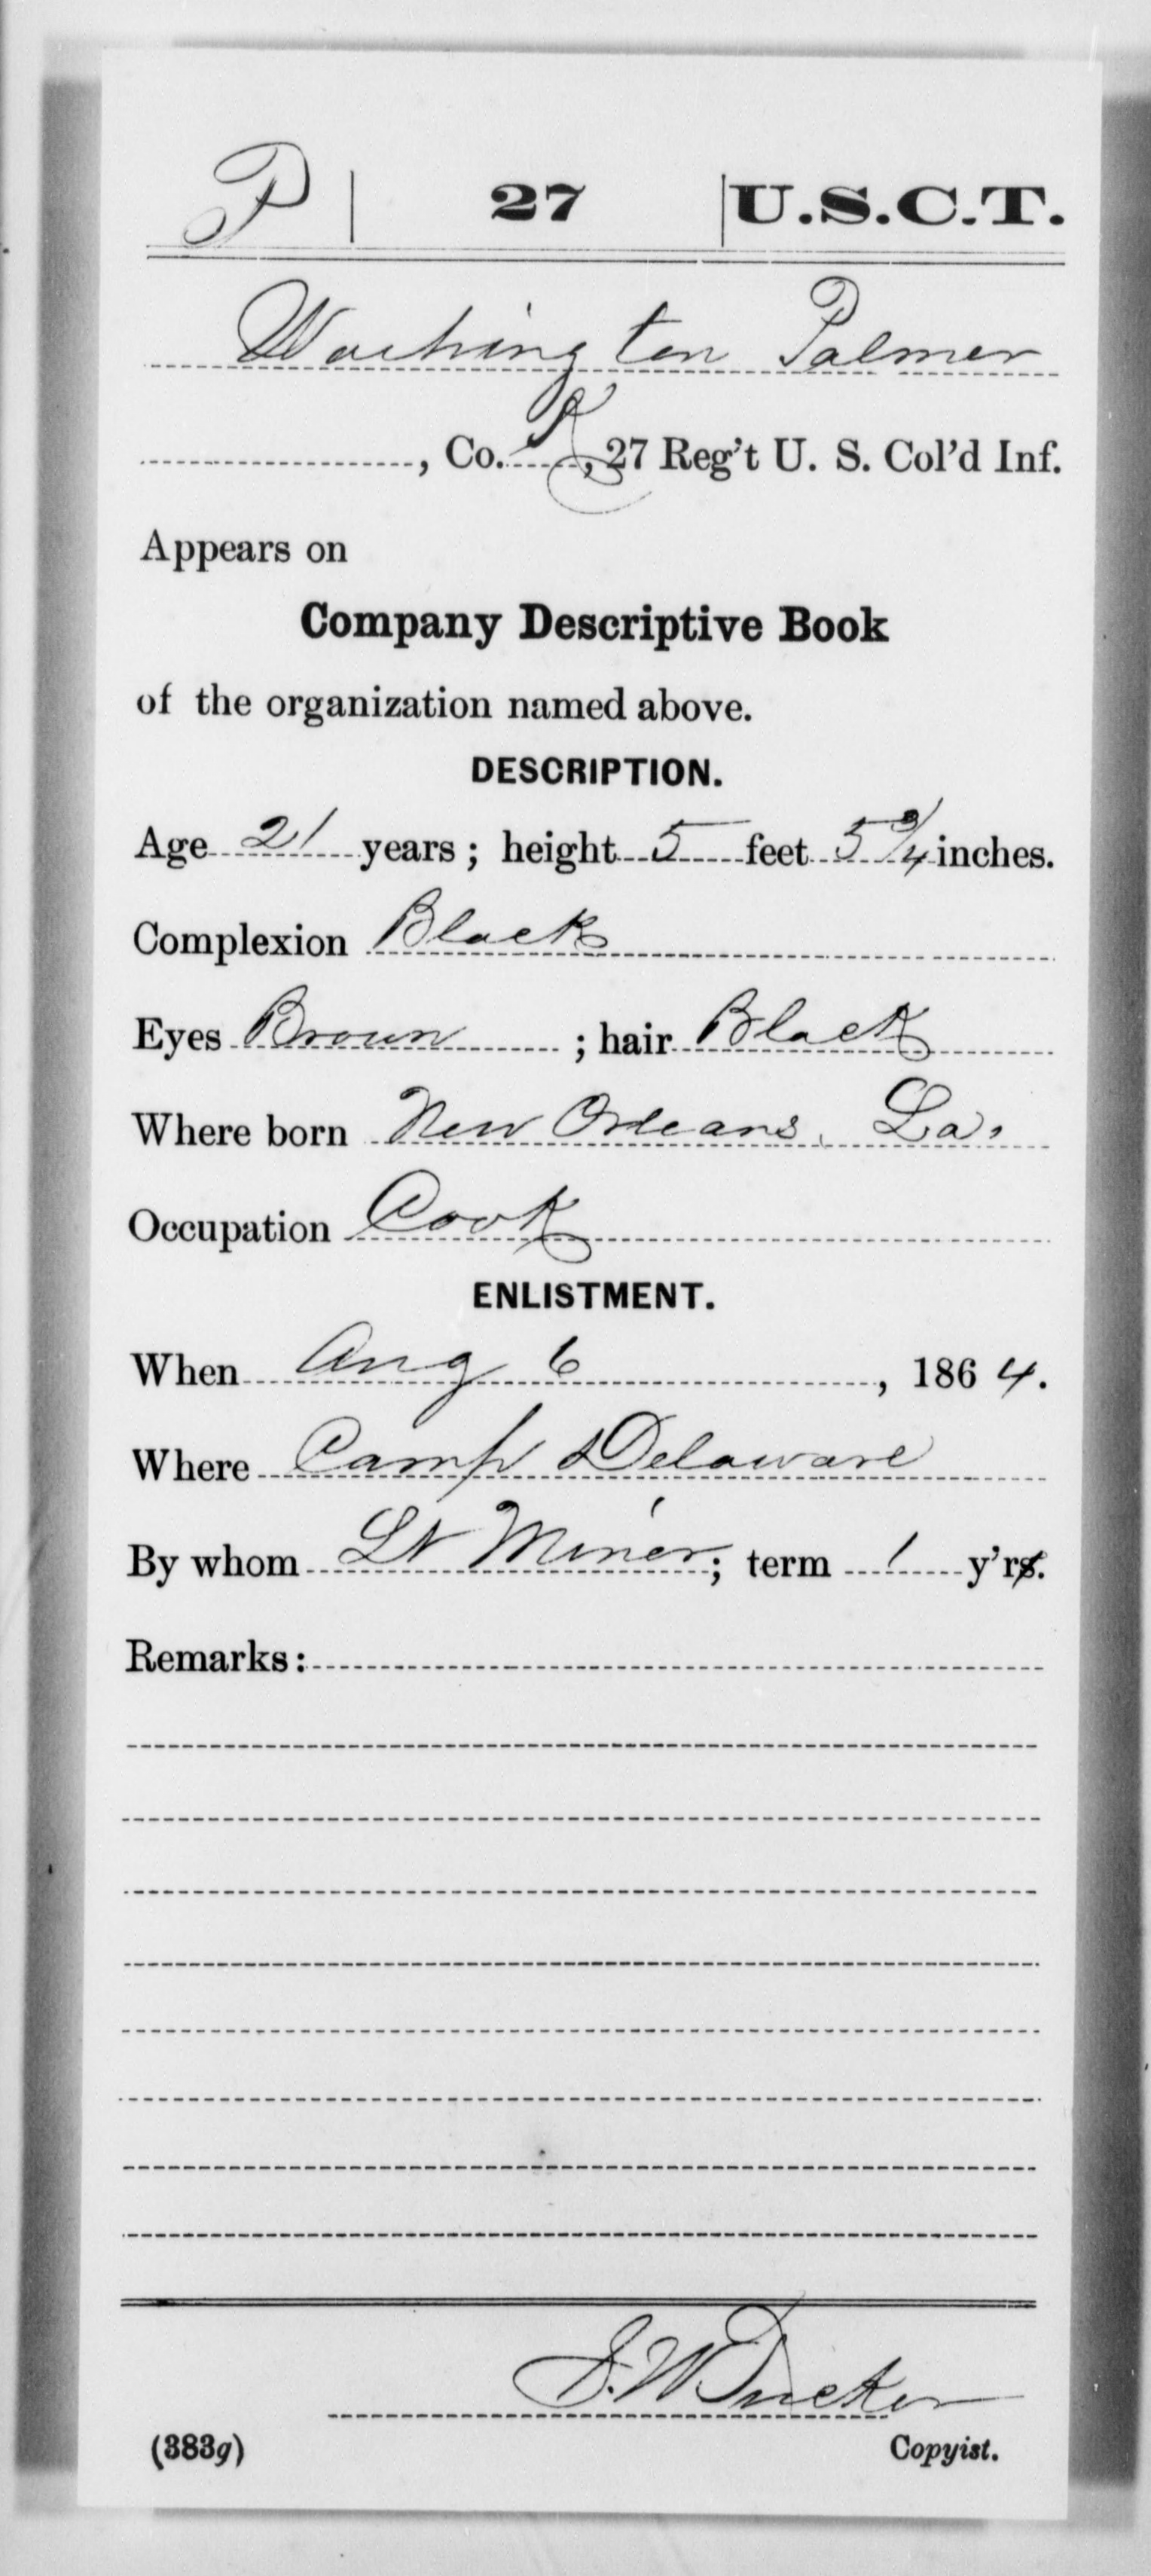 P | 27 | U.S.C.T.
Washington Palmer
, Co. K, 27 Reg't U. S. Col'd Inf.
Appears on
Company Descriptive Book
of the organization named above.
DESCRIPTION.
Age 21 years; height 5 feet 5 3/4 inches.
Complexion Black
Eyes Brown ; hair Black
Where born New Orleans, La.
Occupation Cook
ENLISTMENT.
When Aug 6, 1864.
Where Camp Delaware
By whom Lt Miner; term 1 y'rs.
Remarks:
J. W. Tucker
(383g) Copyist.